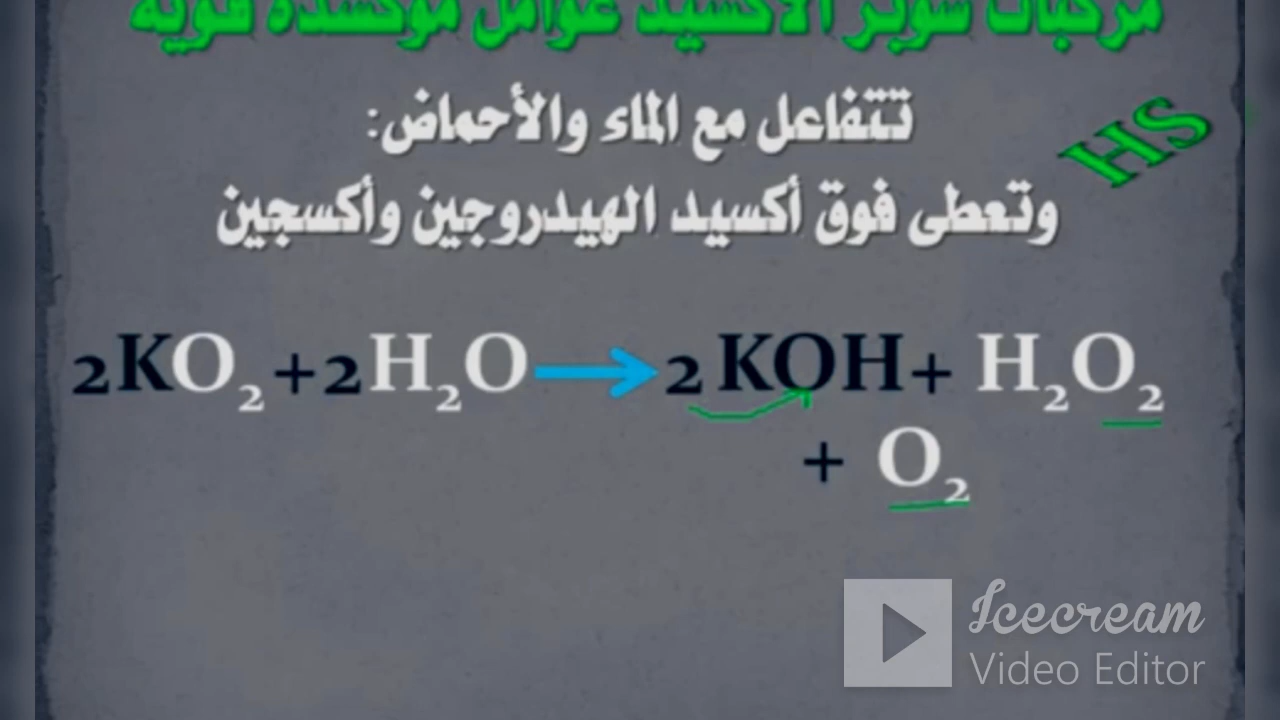 مركبات سوبر الأكسيد عوامل مؤكسدة قوية
تتفاعل مع الماء والأحماض:
HS
وتعطى فوق أكسيد الهيدروجين وأكسجين
2KO₂+2H₂O→2KOH+ H₂O₂
+ O₂
Icecream
Video Editor